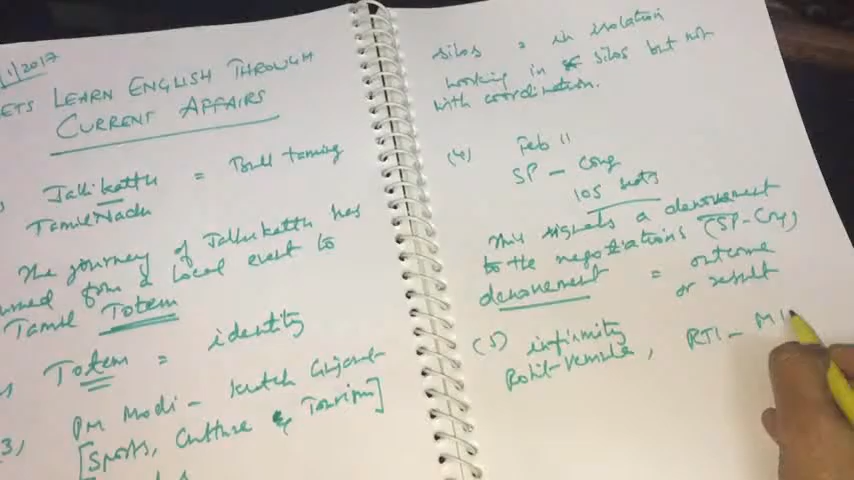 /1/2017
ETS LEARN ENGLISH THROUGH
CURRENT AFFAIRS
Jallikattu = Bull taming
TamilNadu
The journey of Jallikattu has
urned from a local event to
Tamil Totem
Totem = identity
3) PM Modi - Kutch Gujarat
[Sports, Culture & Tourism]
silos = in isolation
working in silos but not
with coordination.
(4) Feb 11
SP - Cong
105 seats
This signals a denouement
to the negotiations (SP-Cong)
denouement = outcome
or result
(5) infirmity
Rohit-Vemula, RTI - M